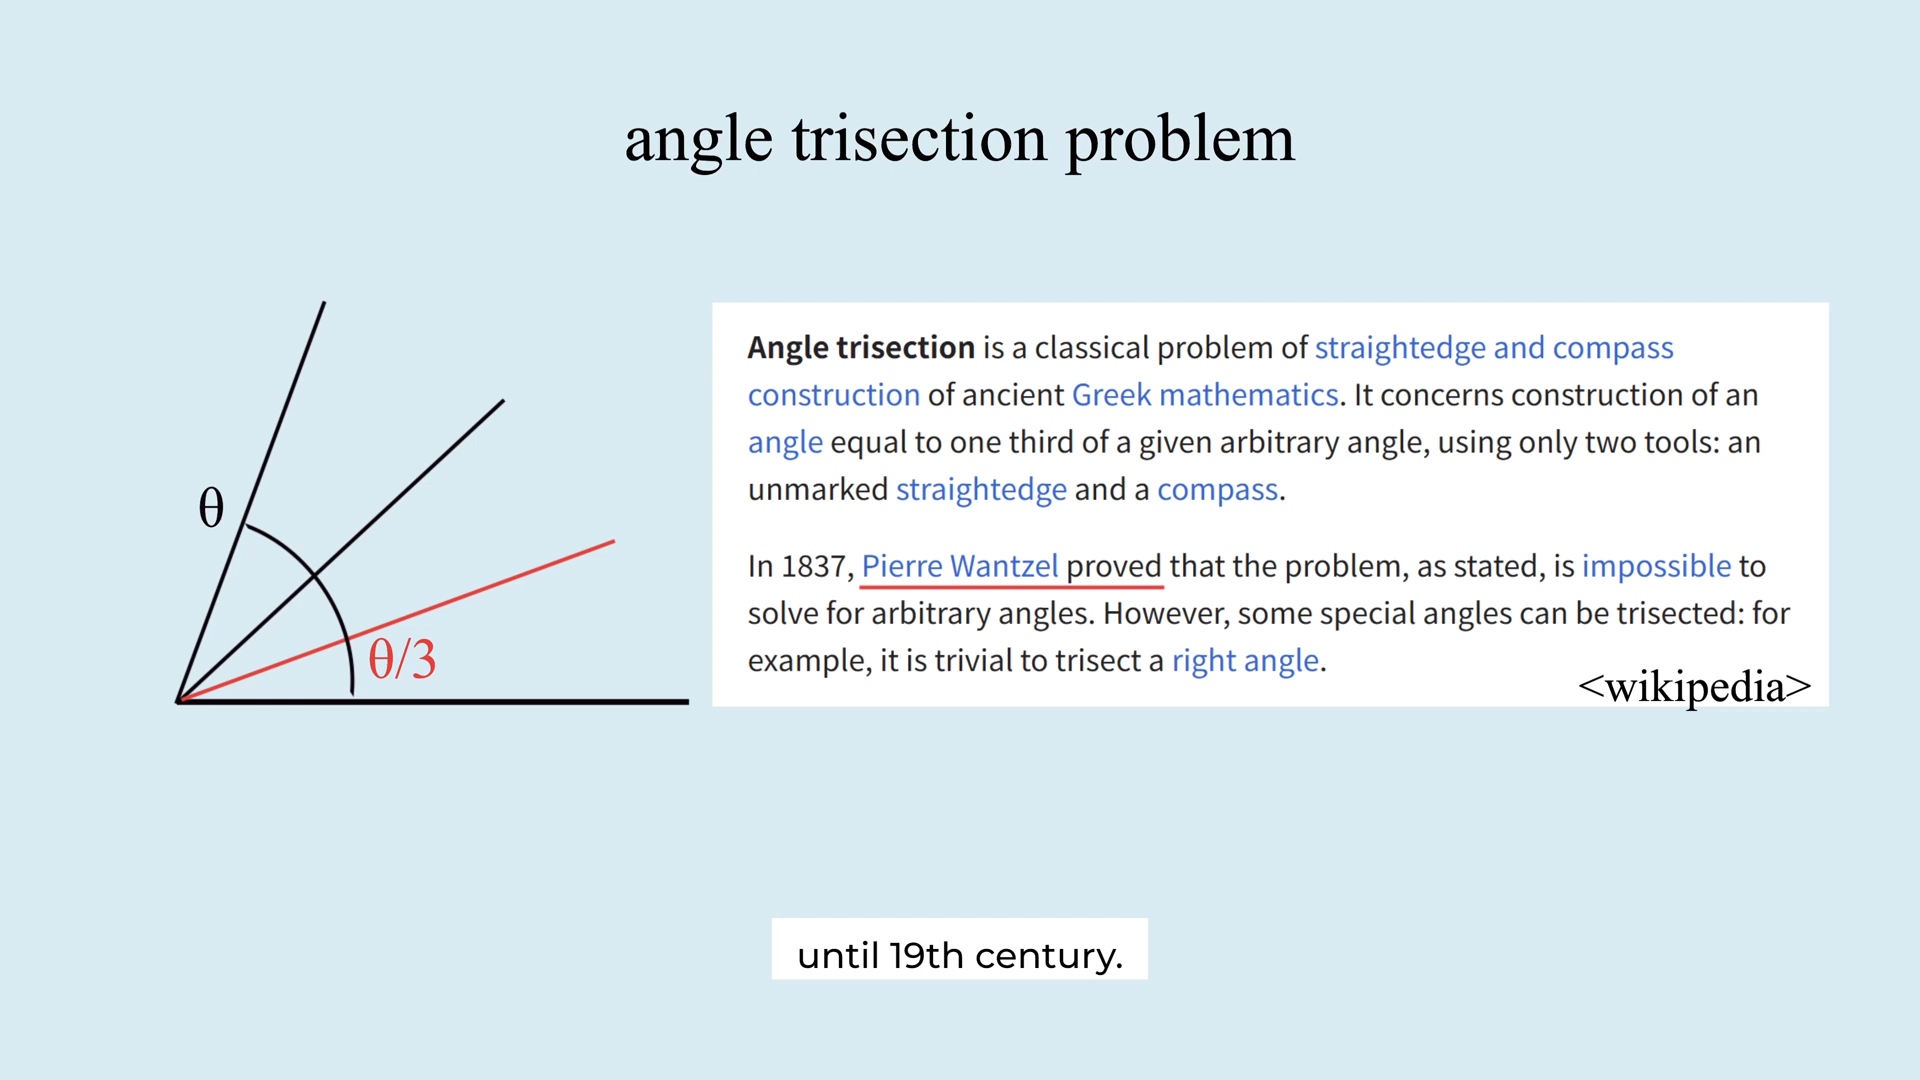 angle trisection problem
θ
θ/3
Angle trisection is a classical problem of straightedge and compass
construction of ancient Greek mathematics. It concerns construction of an
angle equal to one third of a given arbitrary angle, using only two tools: an
unmarked straightedge and a compass.
In 1837, Pierre Wantzel proved that the problem, as stated, is impossible to
solve for arbitrary angles. However, some special angles can be trisected: for
example, it is trivial to trisect a right angle.
<wikipedia>
until 19th century.